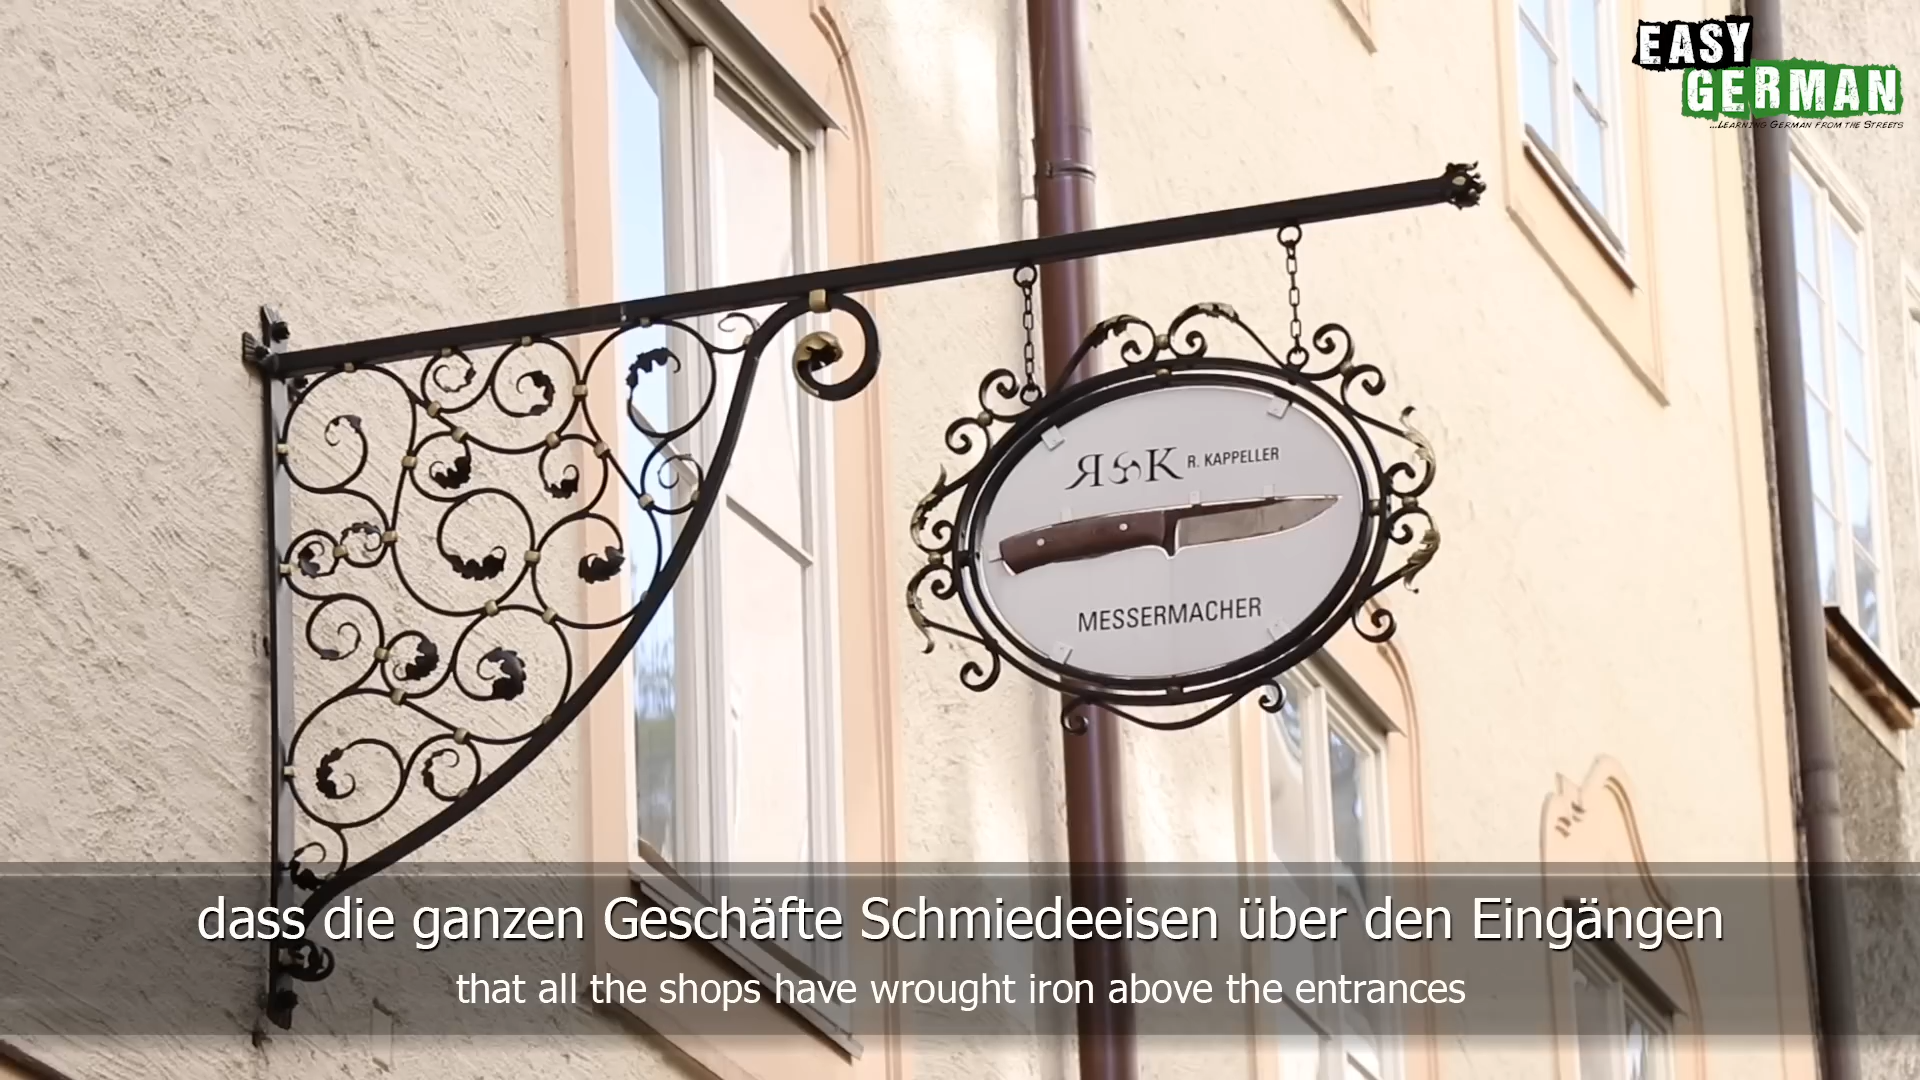 EASY
GERMAN
...LEARNING GERMAN FROM THE STREETS
R K R. KAPPELLER
MESSERMACHER
dass die ganzen Geschäfte Schmiedeeisen über den Eingängen
that all the shops have wrought iron above the entrances